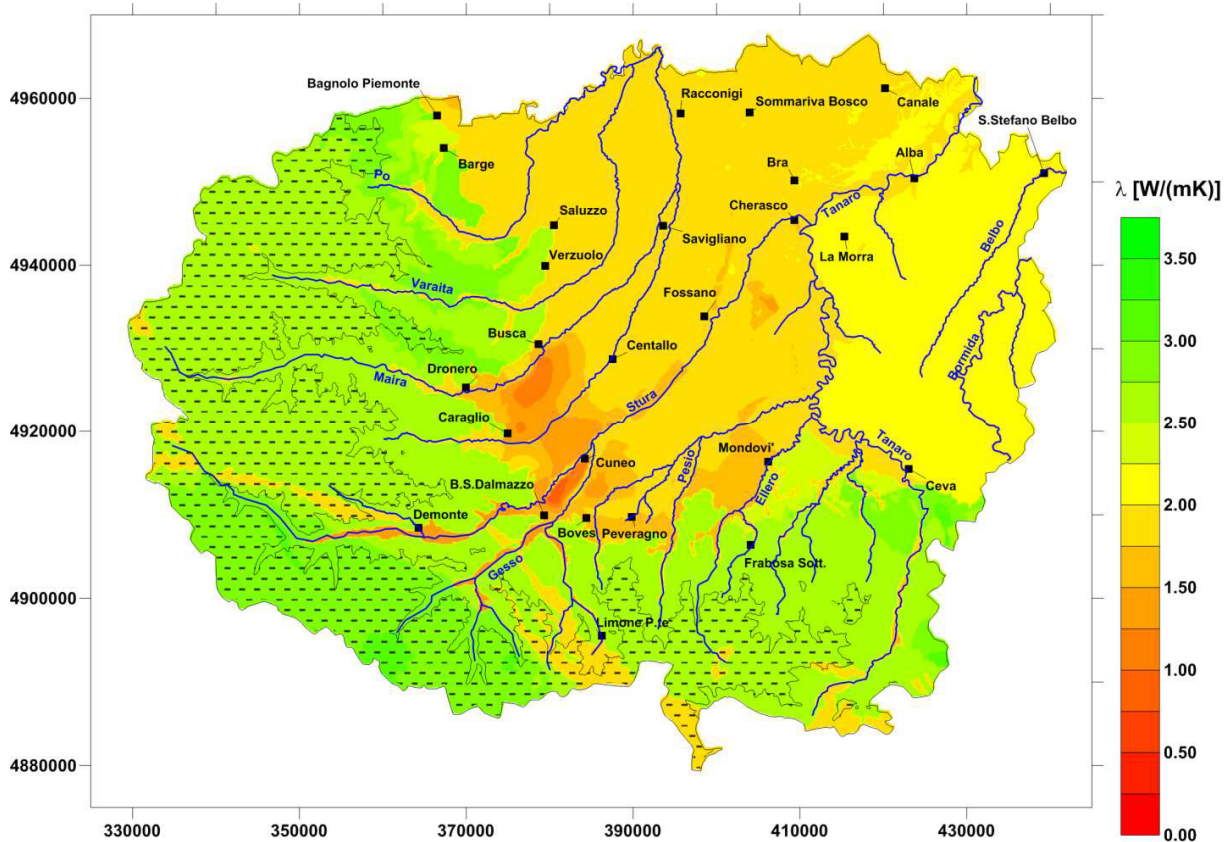 Bagnolo Piemonte
Racconigi
Sommariva Bosco
Canale
S.Stefano Belbo
Barge
Bra
Alba
Po
Saluzzo
Savigliano
Cherasco
Tanaro
La Morra
Belbo
Verzuolo
Varaita
Fossano
Busca
Centallo
Bormida
Dronero
Maira
Stura
Caraglio
Cuneo
Pesio
Mondovi'
Tanaro
Ellero
Ceva
B.S.Dalmazzo
Demonte
Boves
Peveragno
Gesso
Frabosa Sott.
Limone P.te
4960000
4940000
4920000
4900000
4880000
330000
350000
370000
390000
410000
430000
λ [W/(mK)]
3.50
3.00
2.50
2.00
1.50
1.00
0.50
0.00